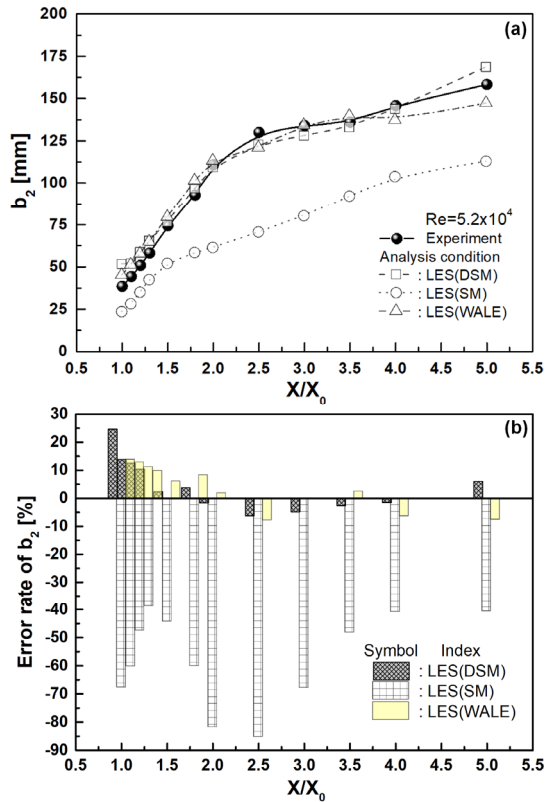 (a)
175
150
125
100
75
50
25
0
b2 [mm]
Re=5.2x10^4
Experiment
Analysis condition
: LES(DSM)
: LES(SM)
: LES(WALE)
0.5 1.0 1.5 2.0 2.5 3.0 3.5 4.0 4.5 5.0 5.5
X/X0
(b)
30
20
10
0
-10
-20
-30
-40
-50
-60
-70
-80
-90
Error rate of b2 [%]
Symbol Index
: LES(DSM)
: LES(SM)
: LES(WALE)
0.5 1.0 1.5 2.0 2.5 3.0 3.5 4.0 4.5 5.0 5.5
X/X0